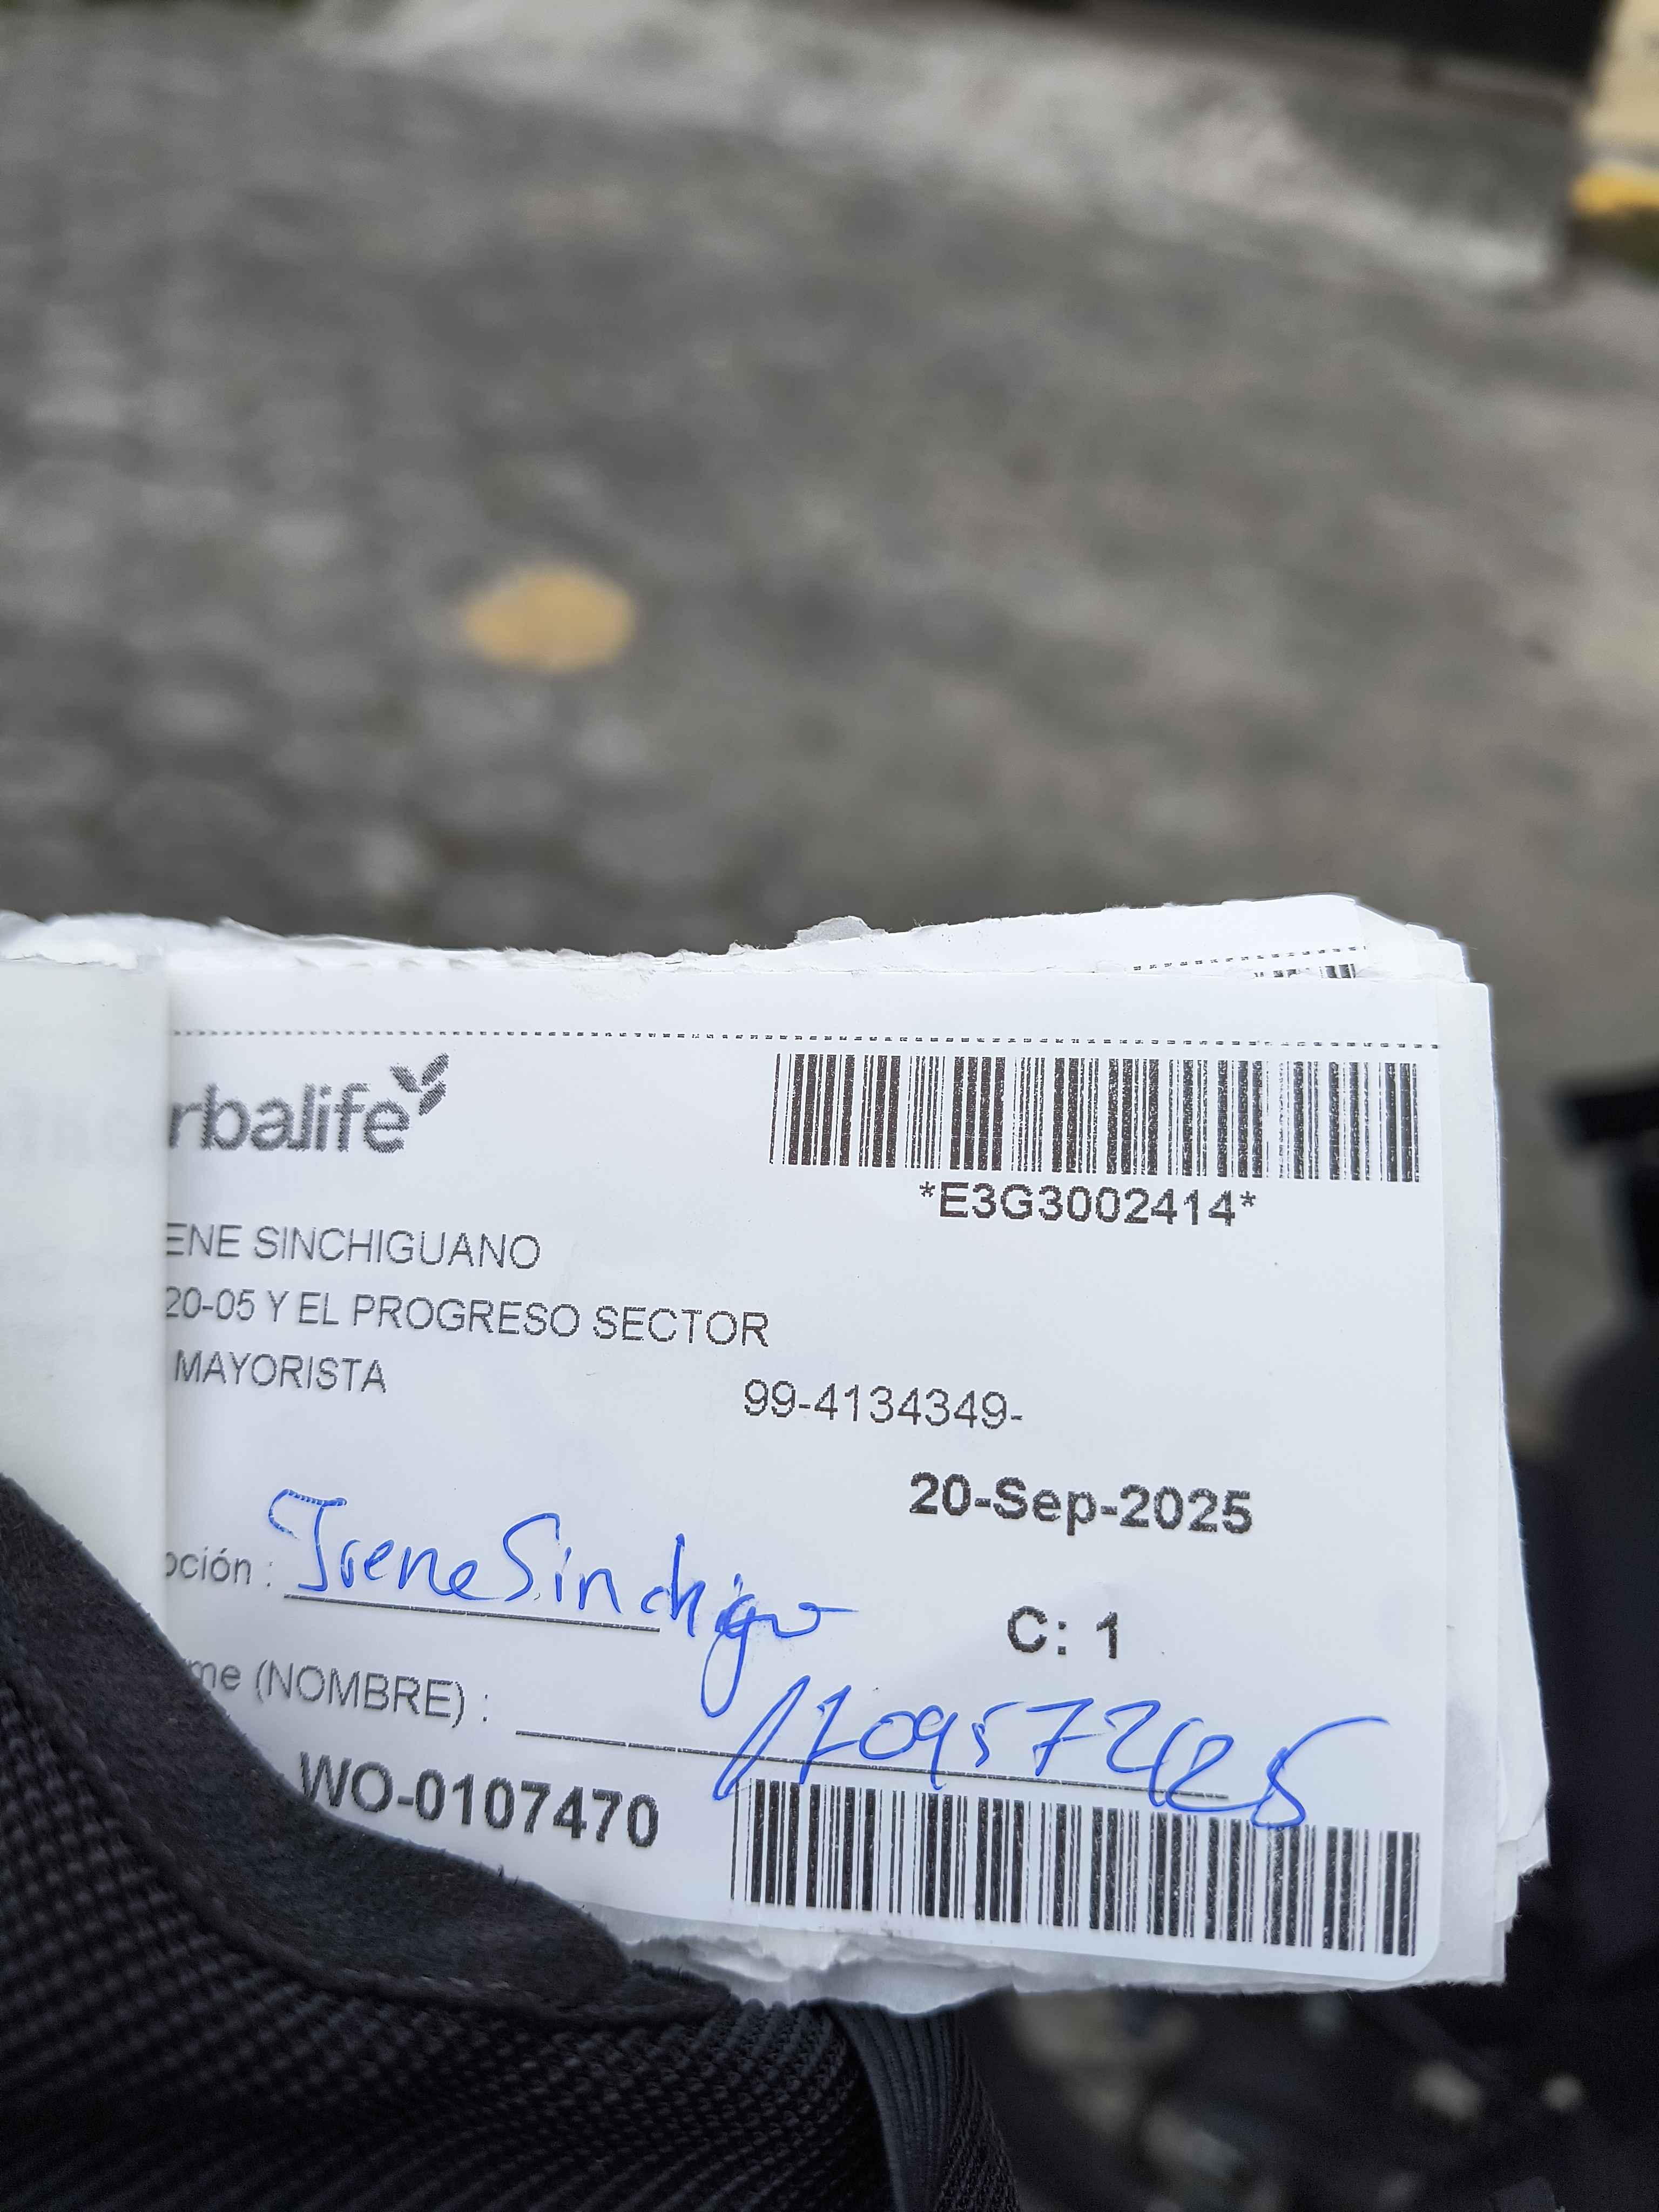 rbalife
*E3G3002414*
ENE SINCHIGUANO
20-05 Y EL PROGRESO SECTOR
MAYORISTA
99-4134349-
20-Sep-2025
pción : Irene Sinchigu
C: 1
me (NOMBRE) :
WO-0107470